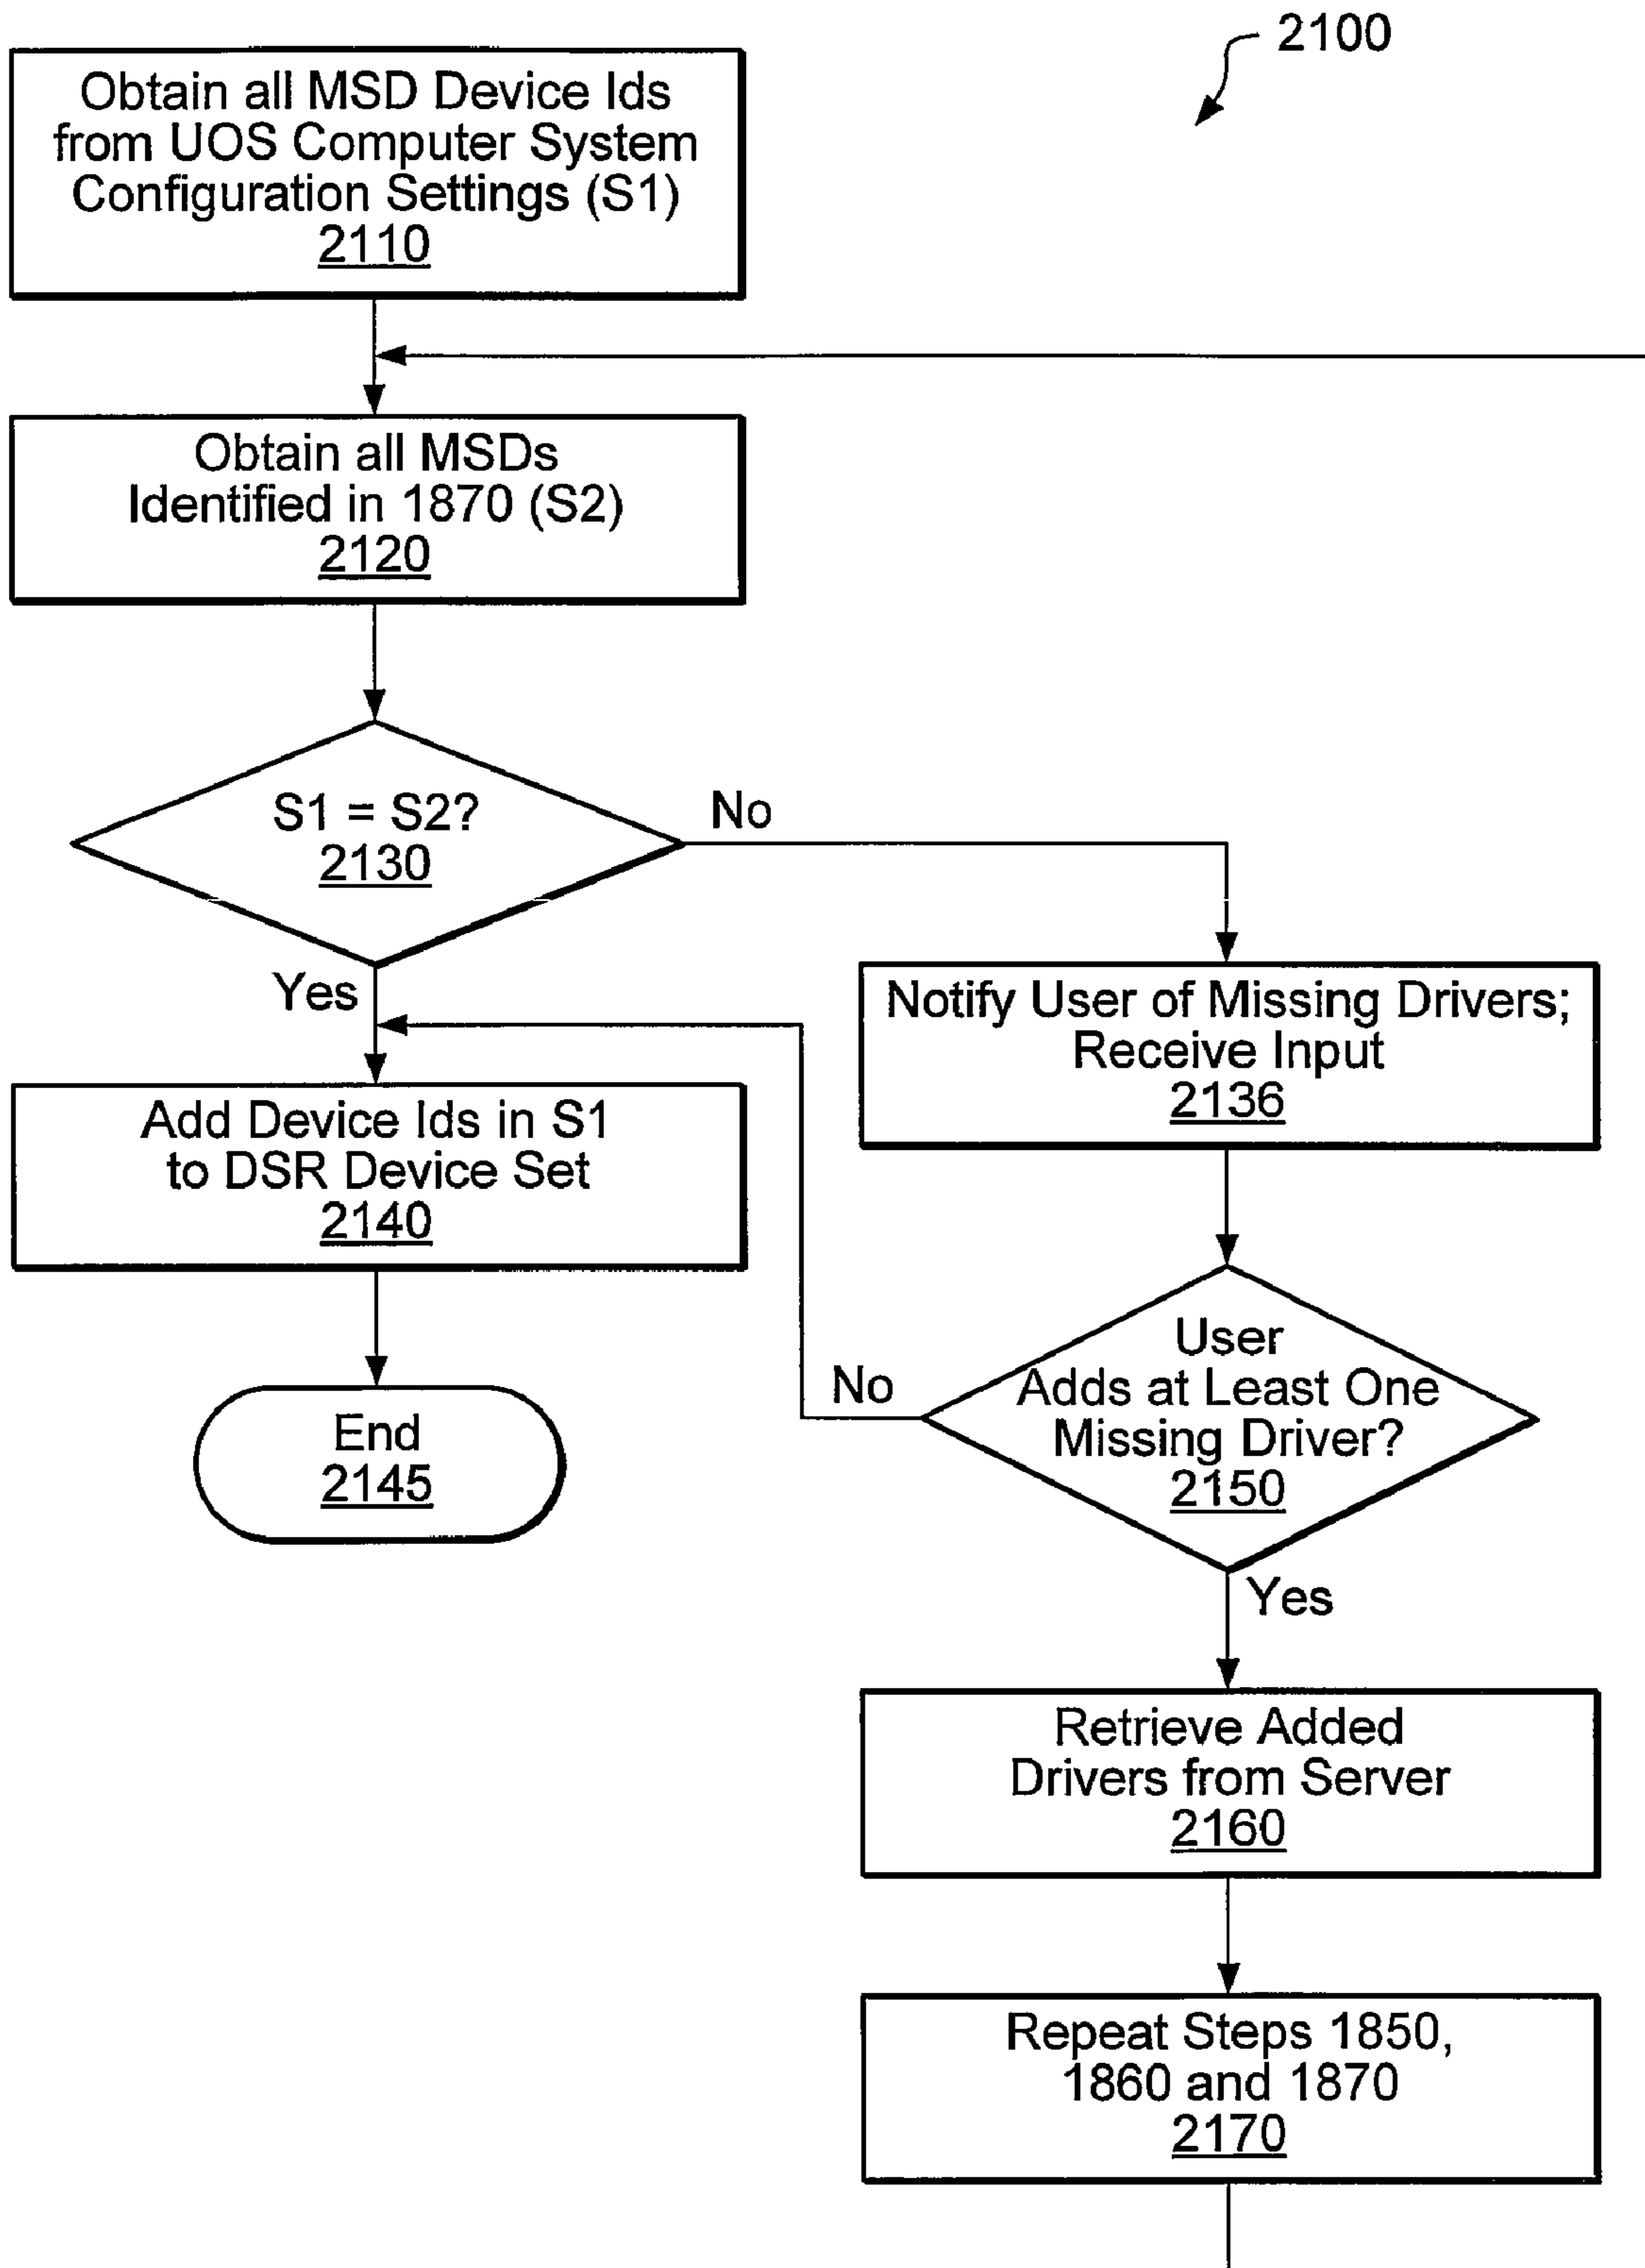 2100
Obtain all MSD Device Ids
from UOS Computer System
Configuration Settings (S1)
2110
Obtain all MSDs
Identified in 1870 (S2)
2120
S1 = S2?
2130
No
Yes
Notify User of Missing Drivers;
Receive Input
2136
Add Device Ids in S1
to DSR Device Set
2140
User
Adds at Least One
Missing Driver?
2150
No
Yes
End
2145
Retrieve Added
Drivers from Server
2160
Repeat Steps 1850,
1860 and 1870
2170